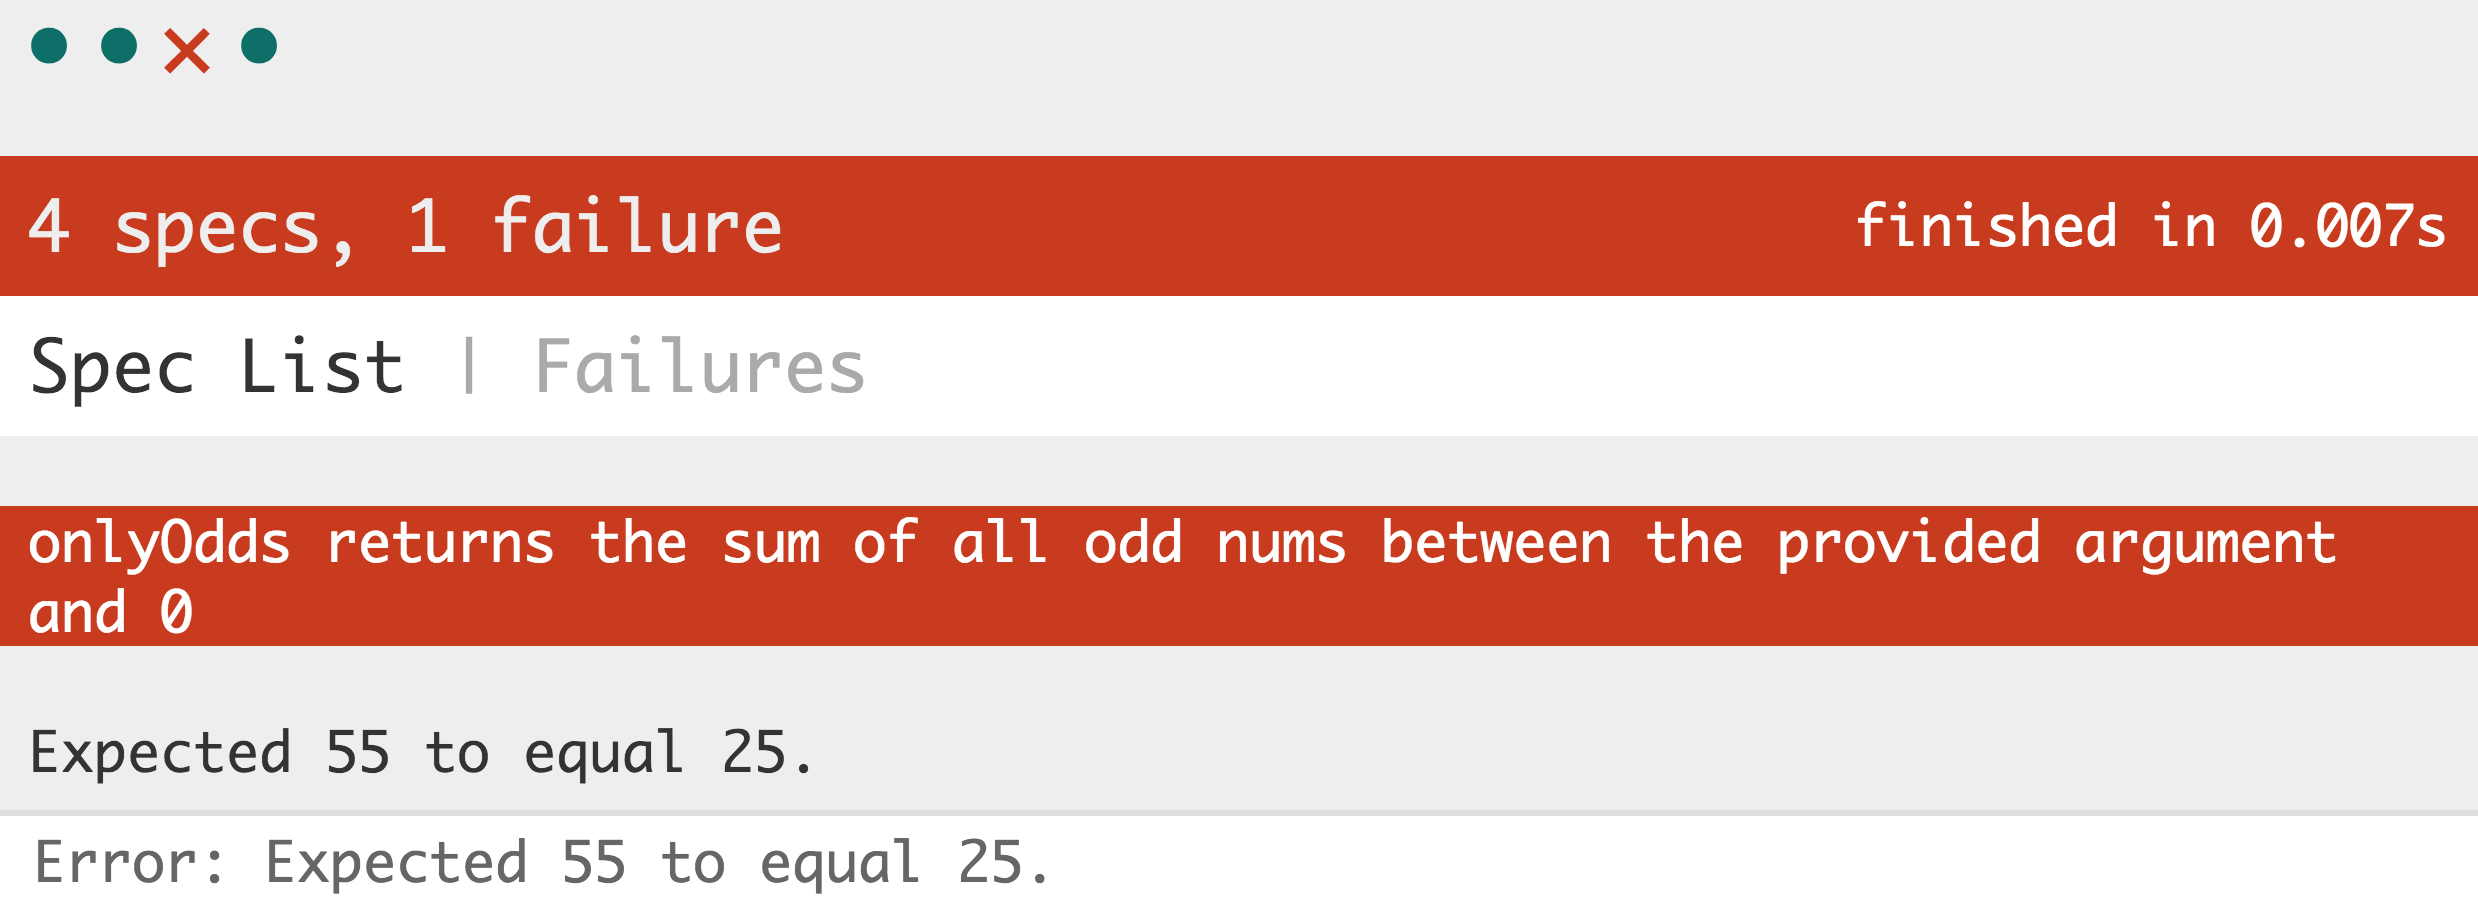 4 specs, 1 failure finished in 0.007s
Spec List | Failures
onlyOdds returns the sum of all odd nums between the provided argument
and 0
Expected 55 to equal 25.
Error: Expected 55 to equal 25.